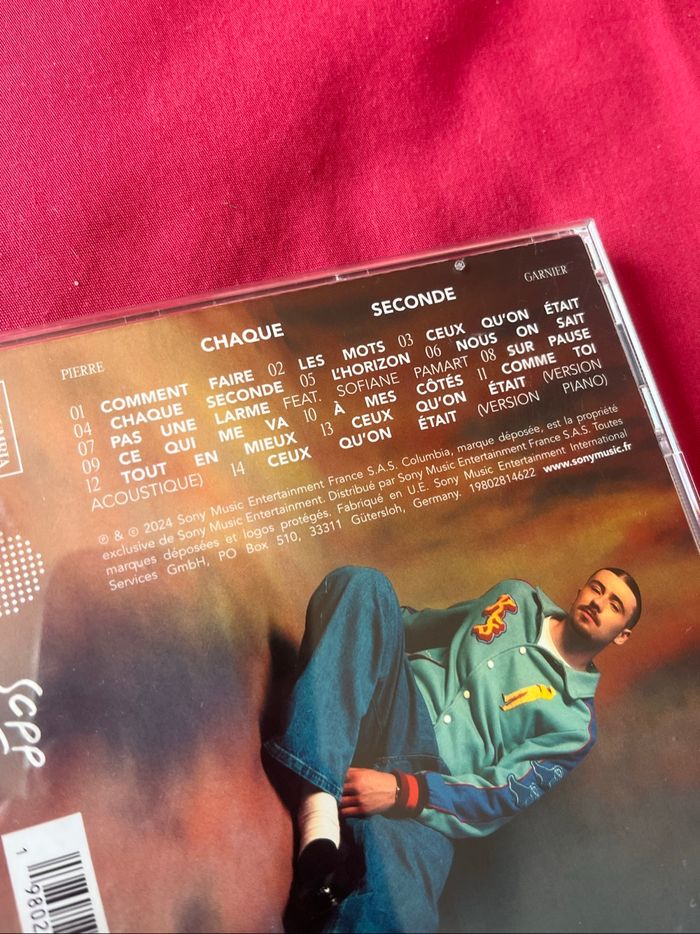 PIERRE CHAQUE SECONDE GARNIER
01 COMMENT FAIRE 02 LES MOTS 03 CEUX QU'ON ÉTAIT
04 CHAQUE SECONDE 05 L'HORIZON 06 NOUS ON SAIT
07 PAS UNE LARME FEAT. SOFIANE PAMART 08 SUR PAUSE
09 CE QUI ME VA 10 À MES CÔTÉS 11 COMME TOI
12 TOUT EN MIEUX 13 CEUX QU'ON ÉTAIT (VERSION
ACOUSTIQUE) 14 CEUX QU'ON ÉTAIT (VERSION PIANO)
℗ & © 2024 Sony Music Entertainment France S.A.S. Columbia, marque déposée, est la propriété
exclusive de Sony Music Entertainment. Distribué par Sony Music Entertainment France S.A.S. Toutes
marques déposées et logos protégés. Fabriqué en U.E. Sony Music Entertainment International
Services GmbH, PO Box 510, 33311 Gütersloh, Germany. 19802814622 www.sonymusic.fr
SCPP
1 9802